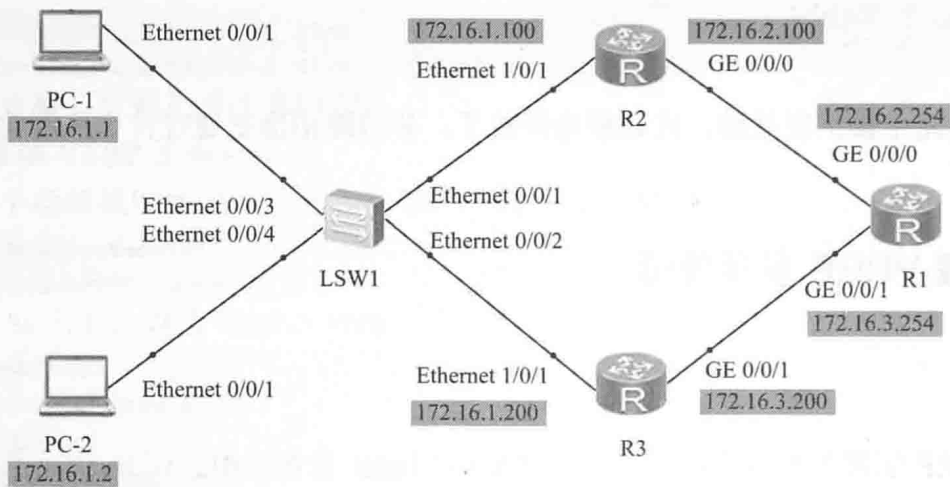 Ethernet 0/0/1
PC-1
172.16.1.1
172.16.1.100
Ethernet 1/0/1
R
R2
172.16.2.100
GE 0/0/0
172.16.2.254
GE 0/0/0
Ethernet 0/0/3
Ethernet 0/0/4
LSW1
Ethernet 0/0/1
Ethernet 0/0/2
R
R1
GE 0/0/1
172.16.3.254
Ethernet 0/0/1
PC-2
172.16.1.2
Ethernet 1/0/1
172.16.1.200
R
R3
GE 0/0/1
172.16.3.200